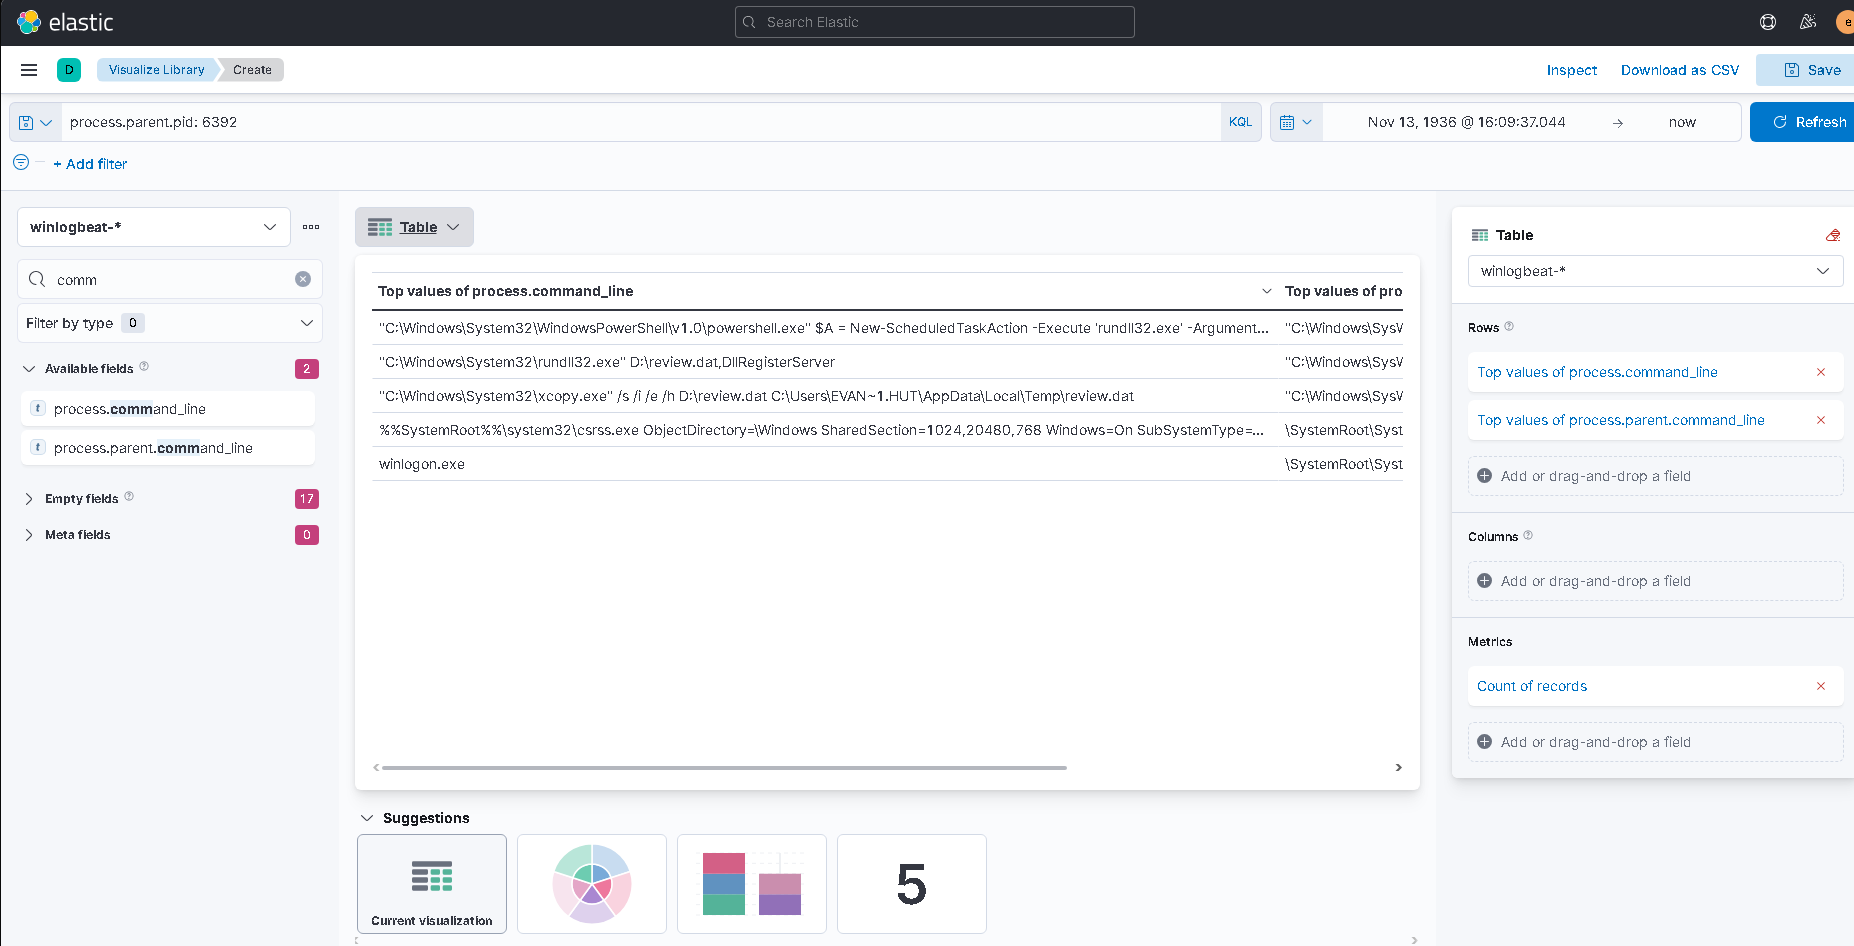 elastic
Search Elastic
e
D
Visualize Library
Create
Inspect
Download as CSV
Save
process.parent.pid: 6392
KQL
Nov 13, 1936 @ 16:09:37.044
→
now
Refresh
+ Add filter
winlogbeat-*
comm
Filter by type 0
Available fields
2
t process.command_line
t process.parent.command_line
Empty fields
17
Meta fields
0
Table
Top values of process.command_line
Top values of pro
"C:\Windows\System32\WindowsPowerShell\v1.0\powershell.exe" $A = New-ScheduledTaskAction -Execute 'rundll32.exe' -Argument...
"C:\Windows\SysW
"C:\Windows\System32\rundll32.exe" D:\review.dat,DllRegisterServer
"C:\Windows\SysW
"C:\Windows\System32\xcopy.exe" /s /i /e /h D:\review.dat C:\Users\EVAN~1.HUT\AppData\Local\Temp\review.dat
"C:\Windows\SysW
%%SystemRoot%%\system32\csrss.exe ObjectDirectory=\Windows SharedSection=1024,20480,768 Windows=On SubSystemType=...
\SystemRoot\Syst
winlogon.exe
\SystemRoot\Syst
Suggestions
Current visualization
5
Table
winlogbeat-*
Rows
Top values of process.command_line
Top values of process.parent.command_line
Add or drag-and-drop a field
Columns
Add or drag-and-drop a field
Metrics
Count of records
Add or drag-and-drop a field